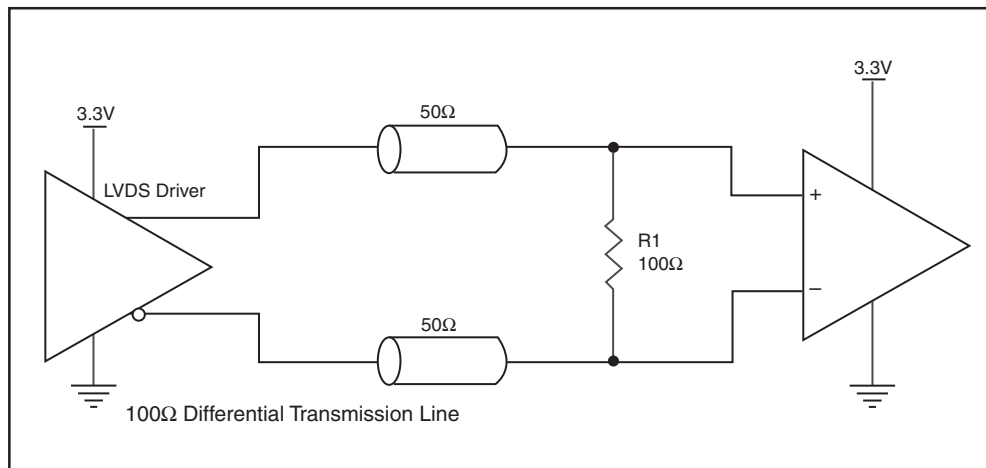 3.3V
3.3V
50Ω
LVDS Driver
+
R1
100Ω
−
50Ω
100Ω Differential Transmission Line